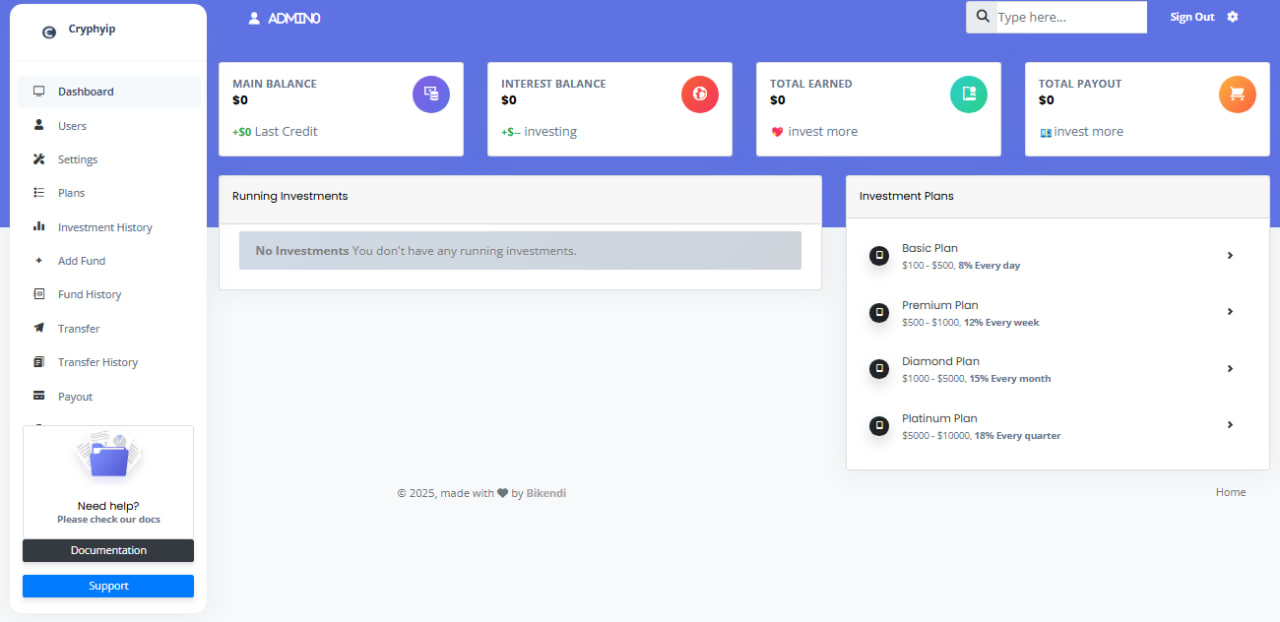 Cryphyip
ADMIN0
Type here...
Sign Out
Dashboard
Users
Settings
Plans
Investment History
Add Fund
Fund History
Transfer
Transfer History
Payout
Need help?
Please check our docs
Documentation
Support
MAIN BALANCE
$0
+$0 Last Credit
INTEREST BALANCE
$0
+$-- investing
TOTAL EARNED
$0
invest more
TOTAL PAYOUT
$0
invest more
Running Investments
No Investments You don't have any running investments.
Investment Plans
Basic Plan
$100 - $500, 8% Every day
Premium Plan
$500 - $1000, 12% Every week
Diamond Plan
$1000 - $5000, 15% Every month
Platinum Plan
$5000 - $10000, 18% Every quarter
© 2025, made with ♥ by Bikendi
Home